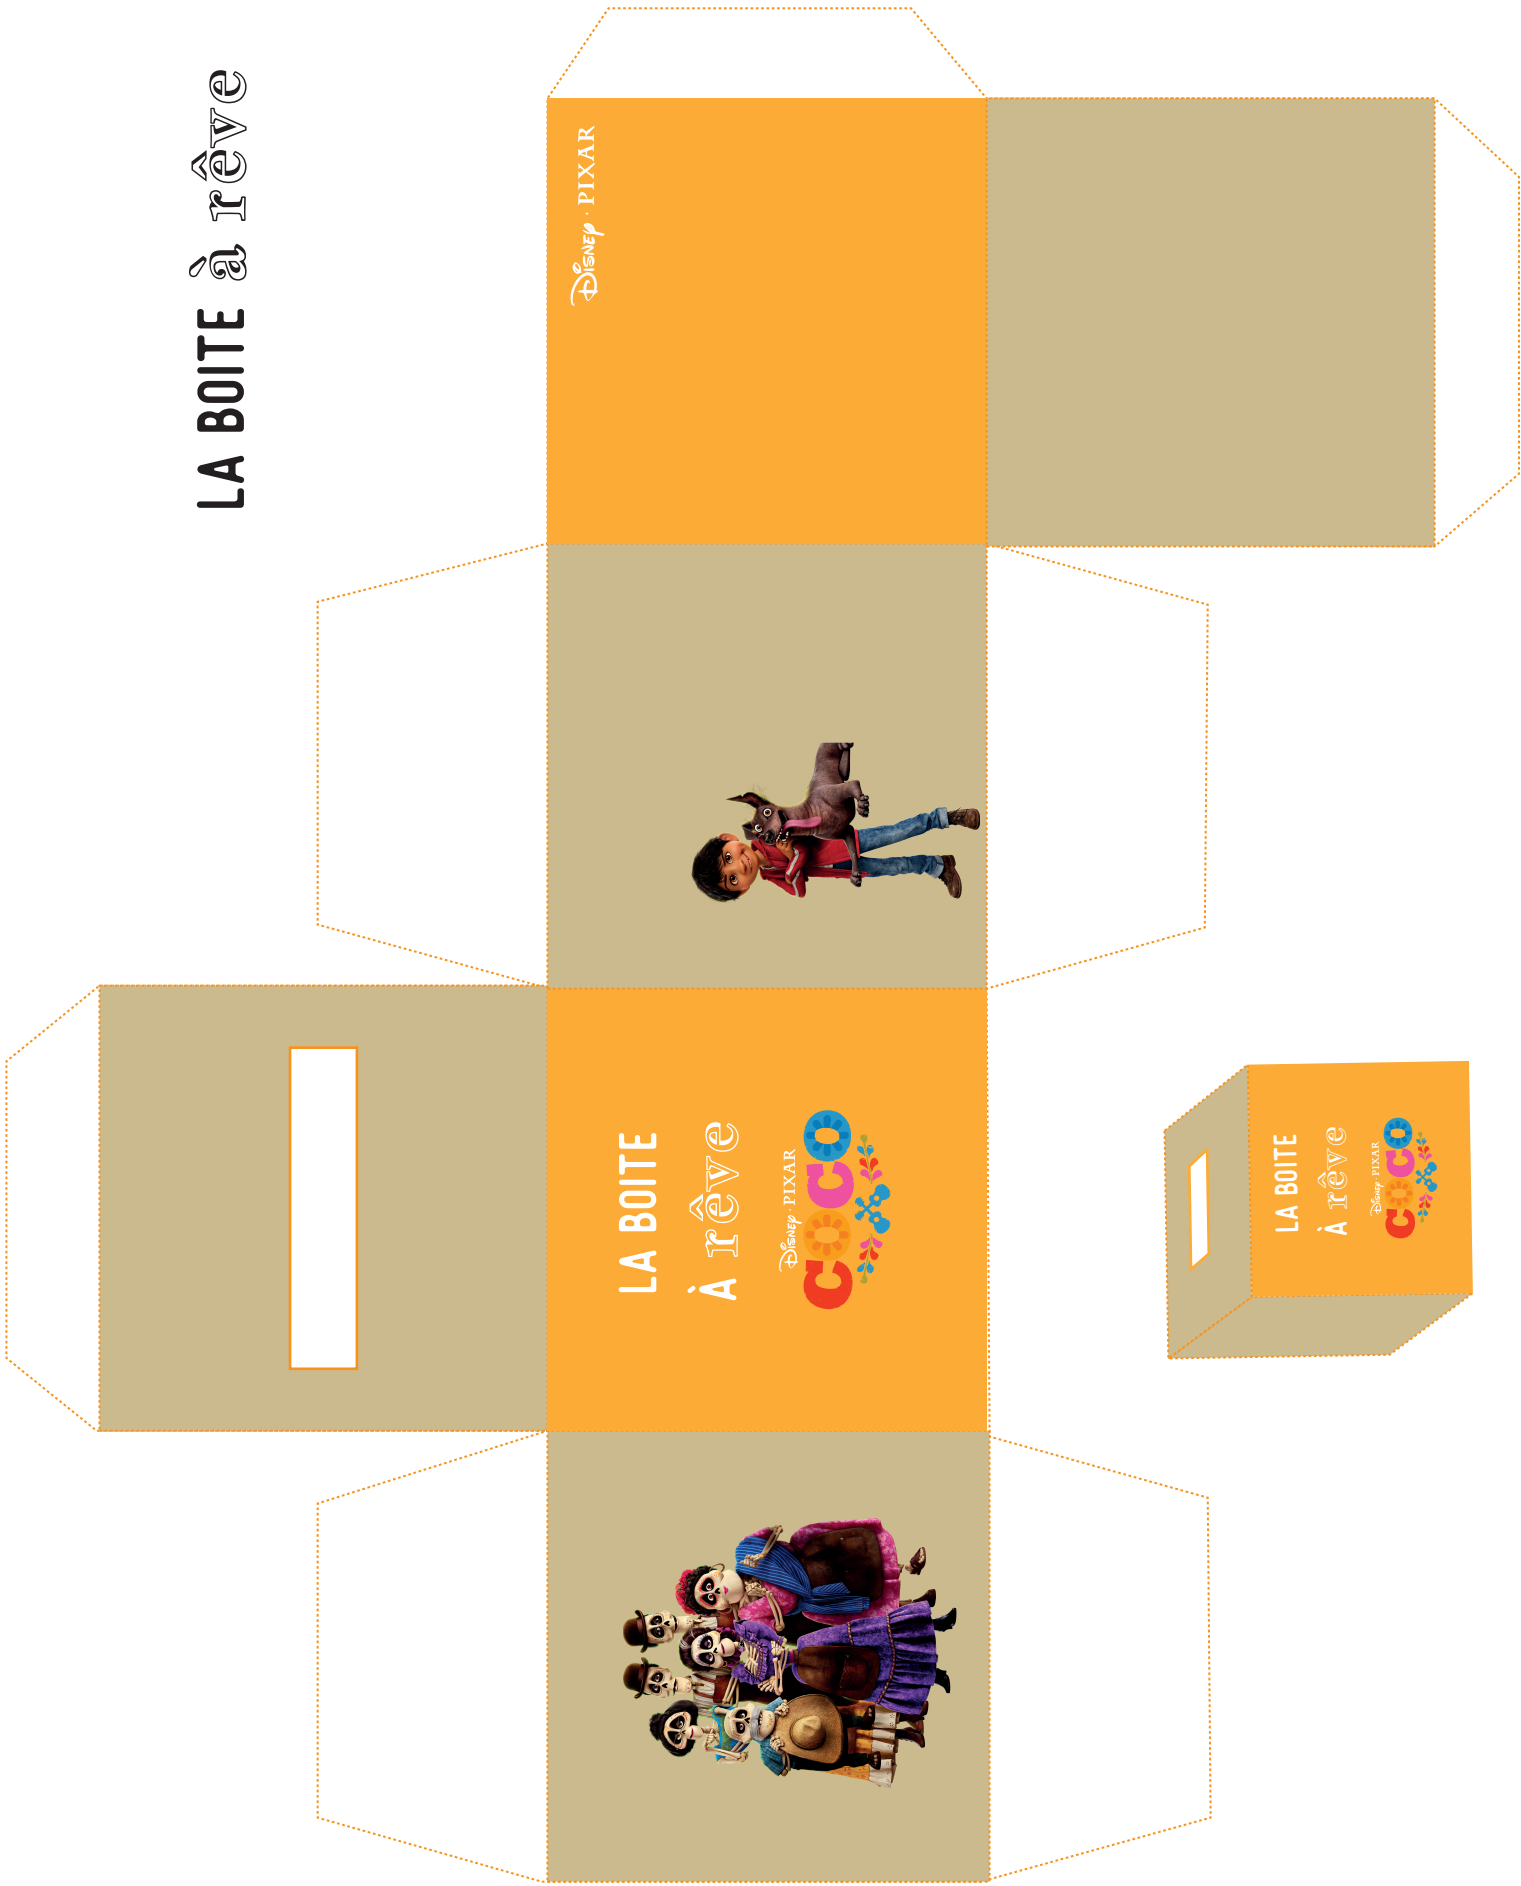 LA BOITE à rêve
DISNEY · PIXAR
LA BOITE
À rêve
DISNEY · PIXAR
COCO
LA BOITE
À rêve
DISNEY · PIXAR
COCO